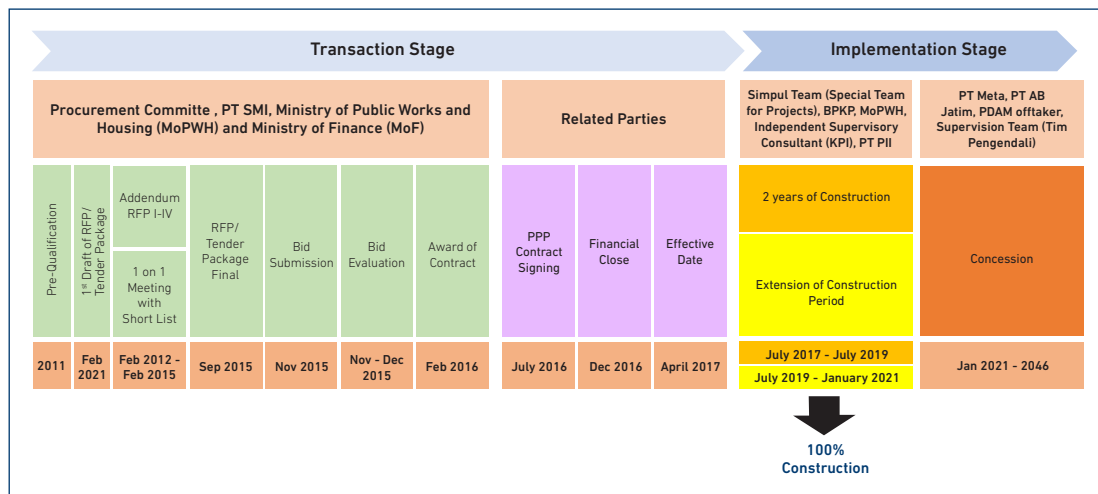 Transaction Stage
Implementation Stage
Procurement Committe , PT SMI, Ministry of Public Works and
Housing (MoPWH) and Ministry of Finance (MoF)
Related Parties
Simpul Team (Special Team
for Projects), BPKP, MoPWH,
Independent Supervisory
Consultant (KPI), PT PII
PT Meta, PT AB
Jatim, PDAM offtaker,
Supervision Team (Tim
Pengendali)
Pre-Qualification
1st Draft of RFP/
Tender Package
Addendum
RFP I-IV
1 on 1
Meeting
with
Short List
RFP/
Tender
Package
Final
Bid
Submission
Bid
Evaluation
Award of
Contract
PPP
Contract
Signing
Financial
Close
Effective
Date
2 years of Construction
Extension of Construction
Period
Concession
2011
Feb
2021
Feb 2012 -
Feb 2015
Sep 2015
Nov 2015
Nov - Dec
2015
Feb 2016
July 2016
Dec 2016
April 2017
July 2017 - July 2019
July 2019 - January 2021
Jan 2021 - 2046
100%
Construction